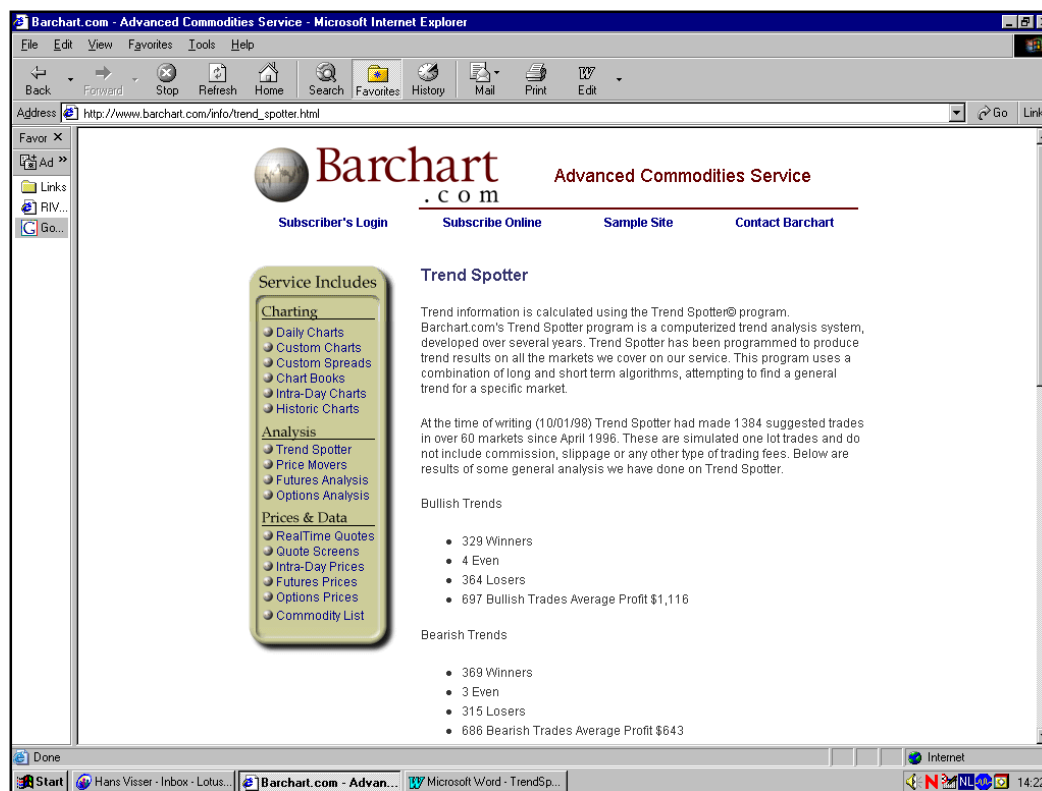 Barchart.com - Advanced Commodities Service - Microsoft Internet Explorer
File Edit View Favorites Tools Help
Back Forward Stop Refresh Home Search Favorites History Mail Print Edit
Address http://www.barchart.com/info/trend_spotter.html Go Link
Favor
Ad
Links
RIV...
Go...
Barchart
.com
Advanced Commodities Service
Subscriber's Login Subscribe Online Sample Site Contact Barchart
Service Includes
Charting
Daily Charts
Custom Charts
Custom Spreads
Chart Books
Intra-Day Charts
Historic Charts
Analysis
Trend Spotter
Price Movers
Futures Analysis
Options Analysis
Prices & Data
RealTime Quotes
Quote Screens
Intra-Day Prices
Futures Prices
Options Prices
Commodity List
Trend Spotter
Trend information is calculated using the Trend Spotter© program.
Barchart.com's Trend Spotter program is a computerized trend analysis system,
developed over several years. Trend Spotter has been programmed to produce
trend results on all the markets we cover on our service. This program uses a
combination of long and short term algorithms, attempting to find a general
trend for a specific market.
At the time of writing (10/01/98) Trend Spotter had made 1384 suggested trades
in over 60 markets since April 1996. These are simulated one lot trades and do
not include commission, slippage or any other type of trading fees. Below are
results of some general analysis we have done on Trend Spotter.
Bullish Trends
329 Winners
4 Even
364 Losers
697 Bullish Trades Average Profit $1,116
Bearish Trends
369 Winners
3 Even
315 Losers
686 Bearish Trades Average Profit $643
Done Internet
Start Hans Visser - Inbox - Lotus... Barchart.com - Advan... Microsoft Word - TrendSp... N NL 14:22